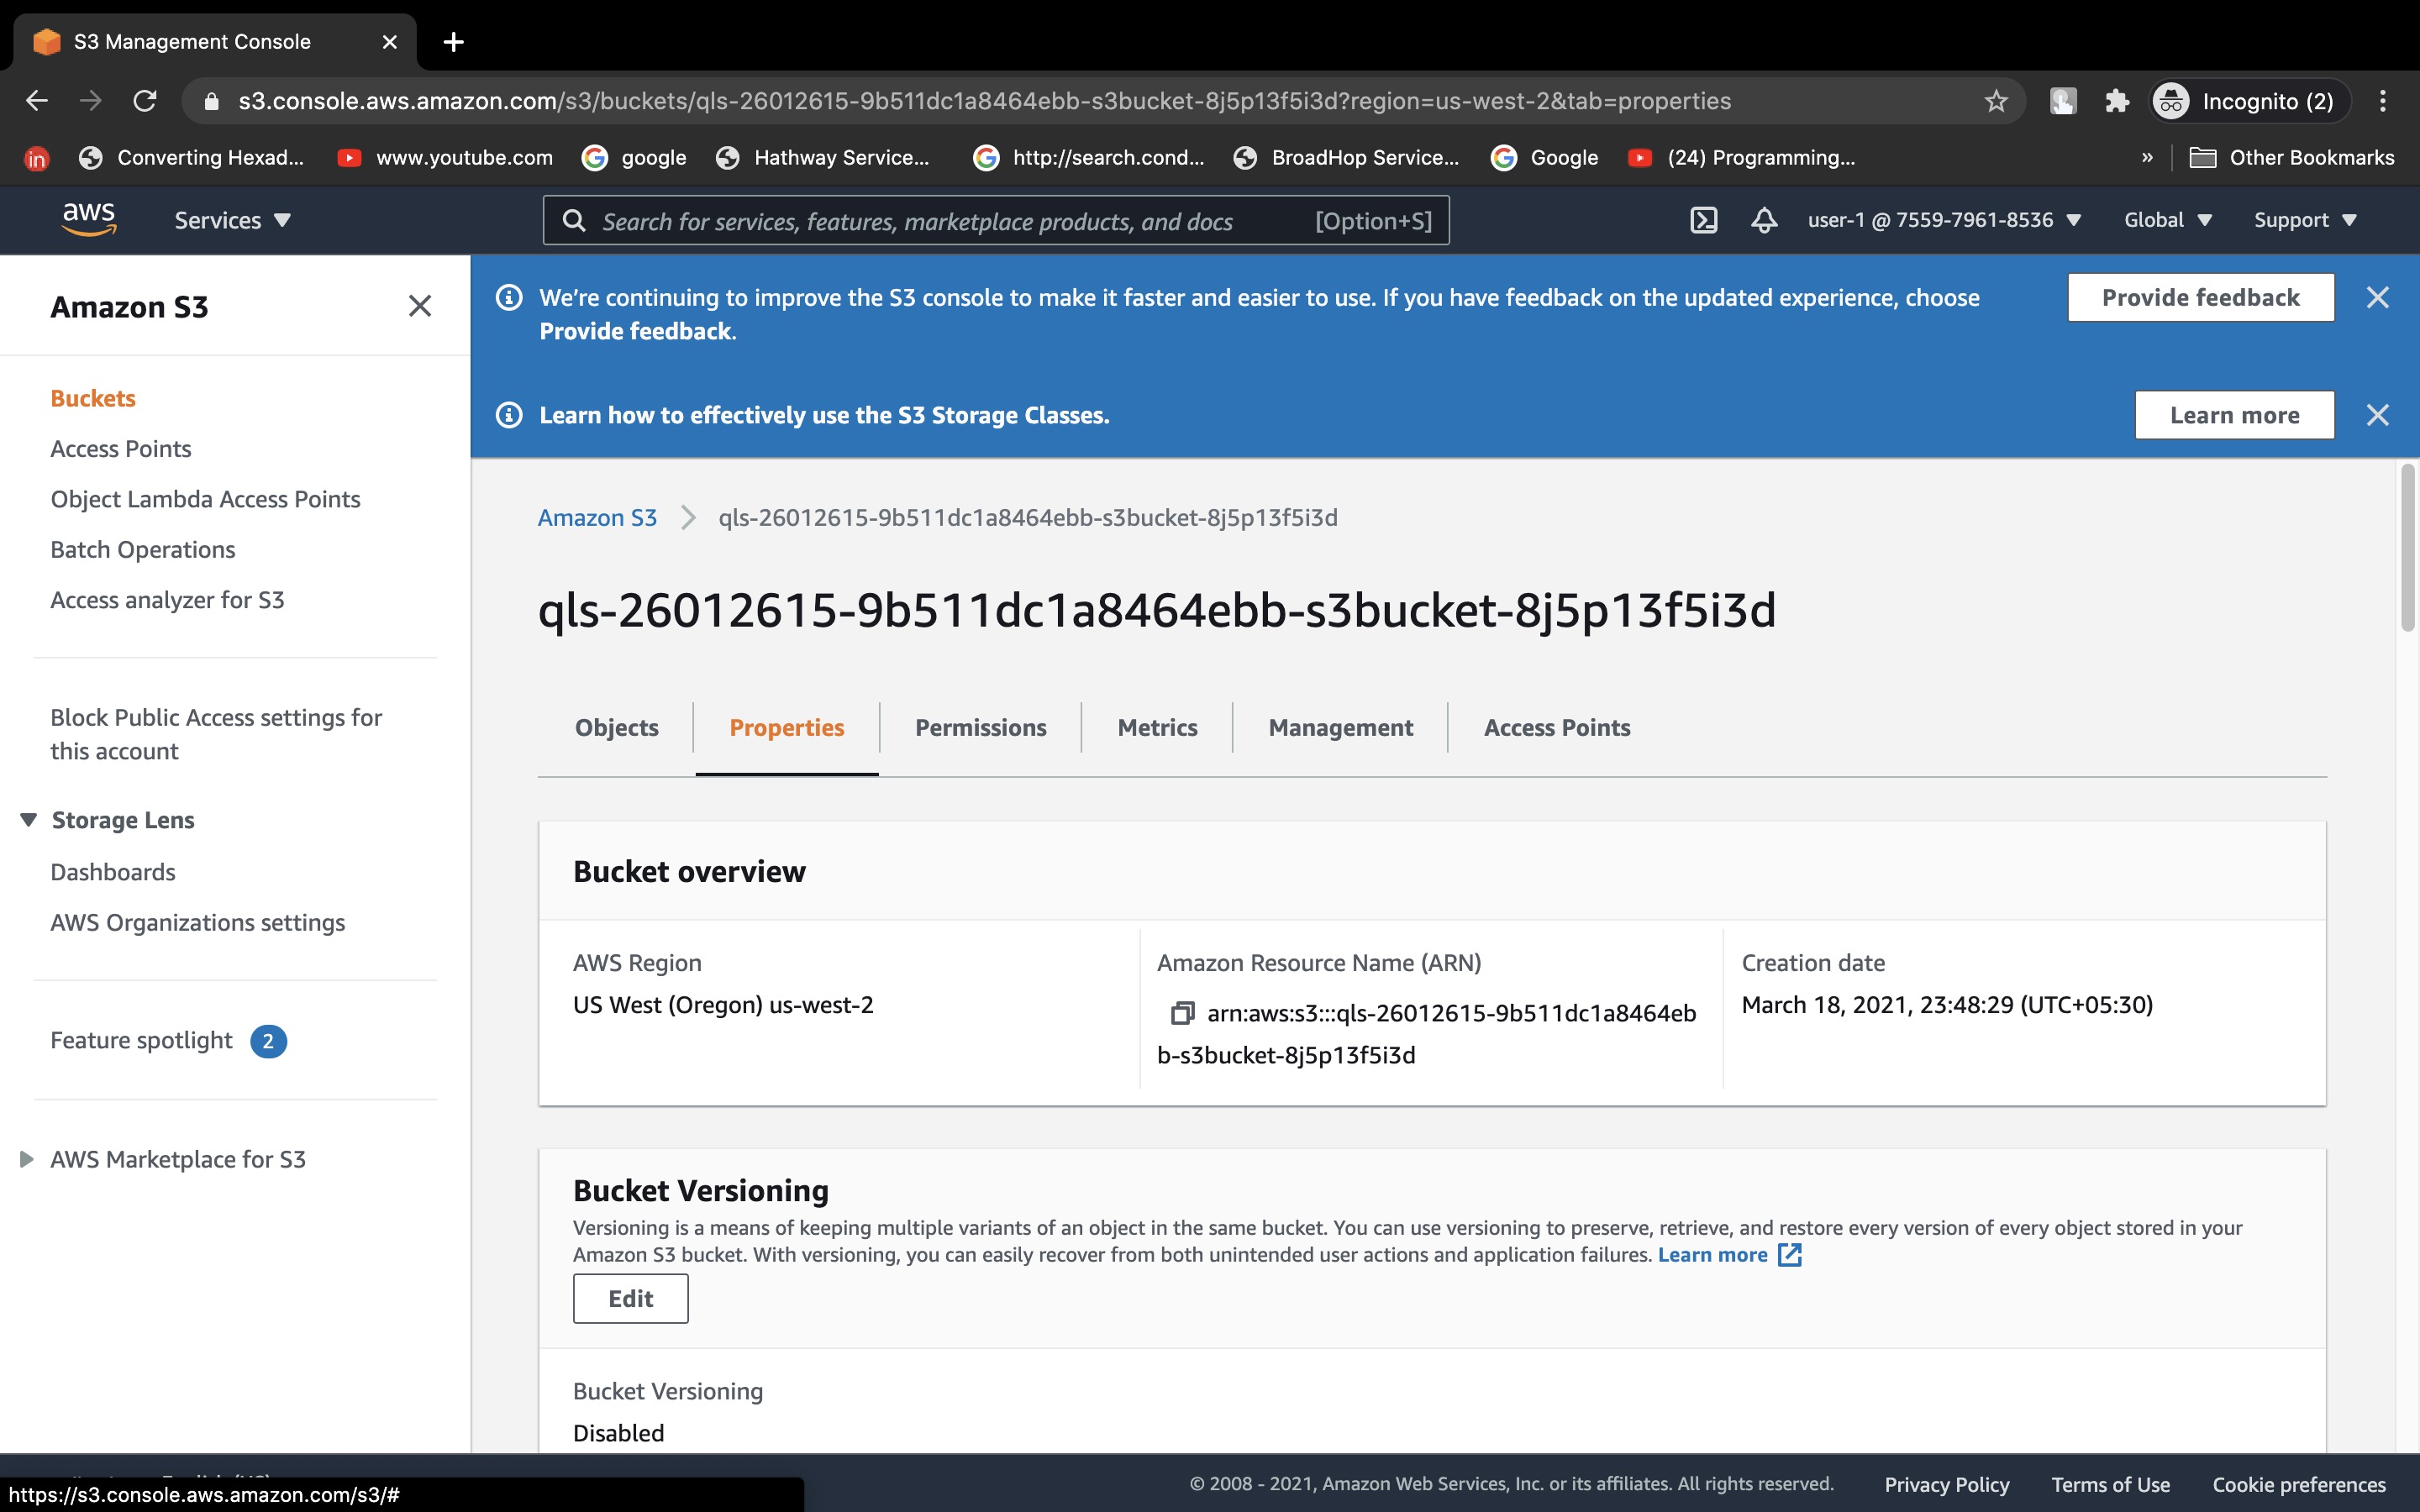 S3 Management Console
s3.console.aws.amazon.com/s3/buckets/qls-26012615-9b511dc1a8464ebb-s3bucket-8j5p13f5i3d?region=us-west-2&tab=properties
Incognito (2)
in
Converting Hexad...
www.youtube.com
google
Hathway Service...
http://search.cond...
BroadHop Service...
Google
(24) Programming...
»
Other Bookmarks
aws
Services
Search for services, features, marketplace products, and docs
[Option+S]
user-1 @ 7559-7961-8536
Global
Support
Amazon S3
Buckets
Access Points
Object Lambda Access Points
Batch Operations
Access analyzer for S3
Block Public Access settings for
this account
Storage Lens
Dashboards
AWS Organizations settings
Feature spotlight 2
AWS Marketplace for S3
We're continuing to improve the S3 console to make it faster and easier to use. If you have feedback on the updated experience, choose
Provide feedback.
Provide feedback
Learn how to effectively use the S3 Storage Classes.
Learn more
Amazon S3
qls-26012615-9b511dc1a8464ebb-s3bucket-8j5p13f5i3d
qls-26012615-9b511dc1a8464ebb-s3bucket-8j5p13f5i3d
Objects
Properties
Permissions
Metrics
Management
Access Points
Bucket overview
AWS Region
US West (Oregon) us-west-2
Amazon Resource Name (ARN)
arn:aws:s3:::qls-26012615-9b511dc1a8464eb
b-s3bucket-8j5p13f5i3d
Creation date
March 18, 2021, 23:48:29 (UTC+05:30)
Bucket Versioning
Versioning is a means of keeping multiple variants of an object in the same bucket. You can use versioning to preserve, retrieve, and restore every version of every object stored in your
Amazon S3 bucket. With versioning, you can easily recover from both unintended user actions and application failures. Learn more
Edit
Bucket Versioning
Disabled
https://s3.console.aws.amazon.com/s3/#
© 2008 - 2021, Amazon Web Services, Inc. or its affiliates. All rights reserved.
Privacy Policy
Terms of Use
Cookie preferences